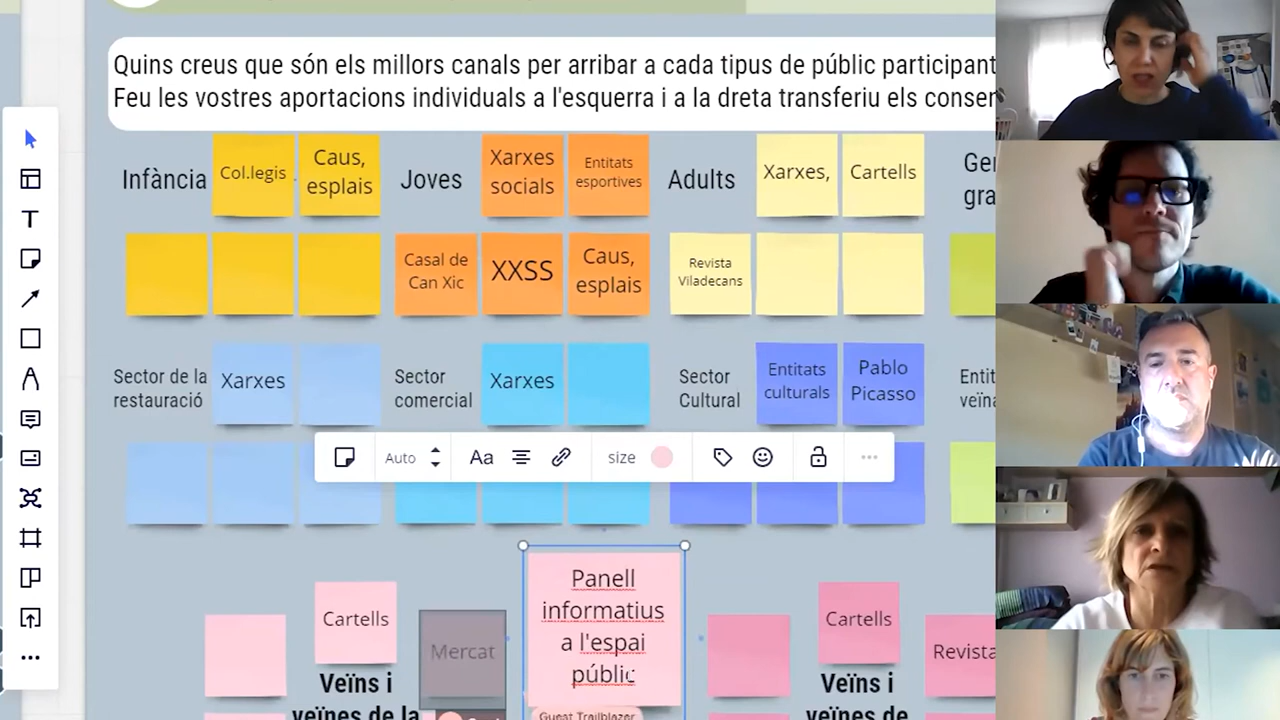 Quins creus que són els millors canals per arribar a cada tipus de públic participant
Feu les vostres aportacions individuals a l'esquerra i a la dreta transferiu els conser
Infància
Col.legis
Caus,
esplais
Joves
Xarxes
socials
Entitats
esportives
Adults
Xarxes,
Cartells
Casal de
Can Xic
XXSS
Caus,
esplais
Revista
Viladecans
Sector de la
restauració
Xarxes
Sector
comercial
Xarxes
Sector
Cultural
Entitats
culturals
Pablo
Picasso
Auto
Aa
size
Cartells
Mercat
Panell
informatius
a l'espai
públic
Cartells
Revista
Veïns i
veïnes de la
Guest Trailblazer
Veïns i
veïnes de